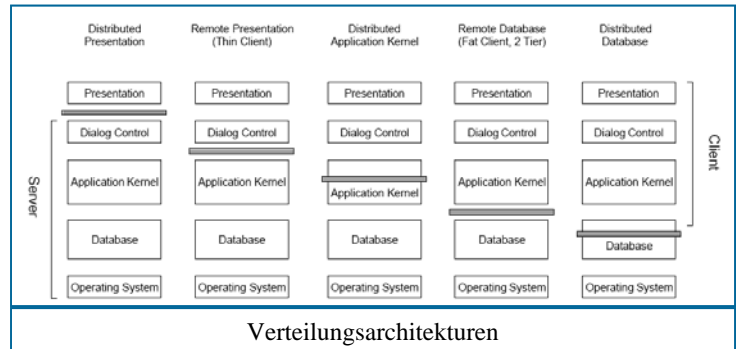 Distributed Presentation
Remote Presentation (Thin Client)
Distributed Application Kernel
Remote Database (Fat Client, 2 Tier)
Distributed Database
Presentation Presentation Presentation Presentation Presentation
Dialog Control Dialog Control Dialog Control Dialog Control Dialog Control
Application Kernel Application Kernel Application Kernel Application Kernel Application Kernel
Database Database Database Database Database
Operating System Operating System Operating System Operating System Operating System
Server
Client
Verteilungsarchitekturen